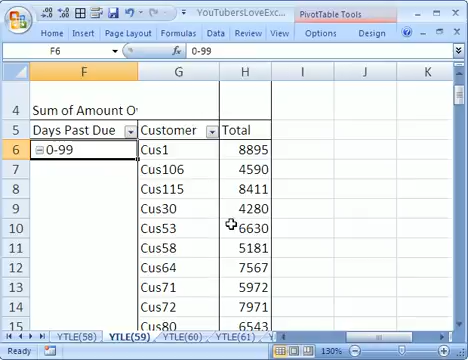 YouTubersLoveExc... PivotTable Tools
Home Insert Page Layout Formulas Data Review View Developer Options Design
F6 fx 0-99
F G H I J K
4 Sum of Amount O
5 Days Past Due Customer Total
6 0-99 Cus1 8895
7 Cus106 4590
8 Cus115 8411
9 Cus30 4280
10 Cus53 6630
11 Cus58 5181
12 Cus64 7567
13 Cus71 5972
14 Cus72 7971
15 Cus80 6543
YTLE(58) YTLE(59) YTLE(60) YTLE(61)
Ready 130%